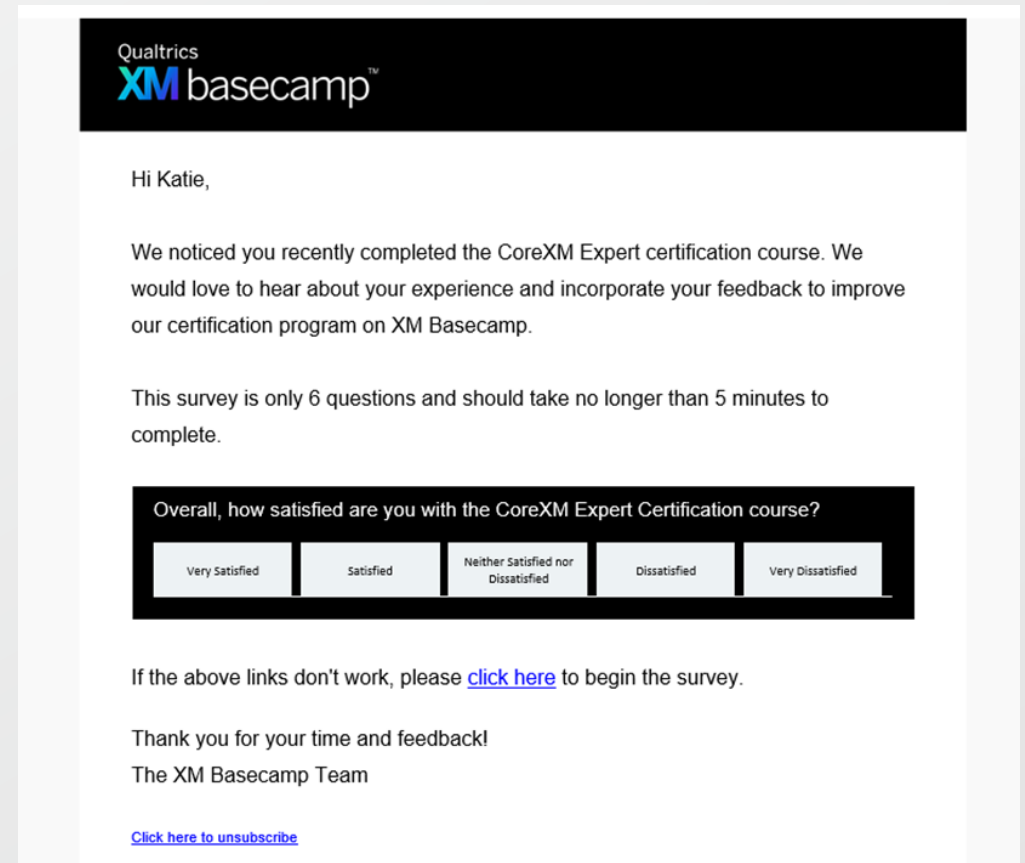 Qualtrics
XM basecamp™
Hi Katie,
We noticed you recently completed the CoreXM Expert certification course. We
would love to hear about your experience and incorporate your feedback to improve
our certification program on XM Basecamp.
This survey is only 6 questions and should take no longer than 5 minutes to
complete.
Overall, how satisfied are you with the CoreXM Expert Certification course?
Very Satisfied
Satisfied
Neither Satisfied nor
Dissatisfied
Dissatisfied
Very Dissatisfied
If the above links don't work, please click here to begin the survey.
Thank you for your time and feedback!
The XM Basecamp Team
Click here to unsubscribe